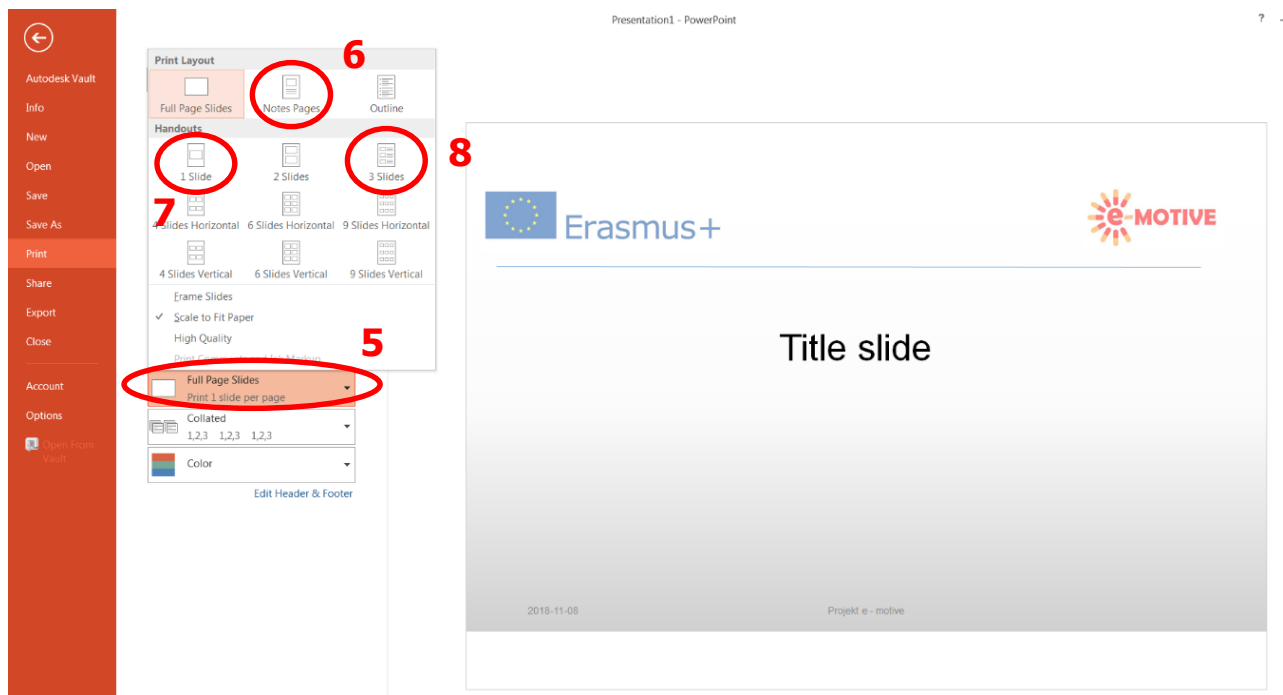 Presentation1 - PowerPoint
?
Autodesk Vault
Info
New
Open
Save
Save As
Print
Share
Export
Close
Account
Options
Open From
Vault
6
Print Layout
Full Page Slides Notes Pages Outline
Handouts
8
1 Slide 2 Slides 3 Slides
7
4 Slides Horizontal 6 Slides Horizontal 9 Slides Horizontal
4 Slides Vertical 6 Slides Vertical 9 Slides Vertical
Frame Slides
✓ Scale to Fit Paper
High Quality
5
Print Comments and Ink Markup
Full Page Slides
Print 1 slide per page
Collated
1,2,3 1,2,3 1,2,3
Color
Edit Header & Footer
Erasmus+
e-MOTIVE
Title slide
2018-11-08 Projekt e - motive